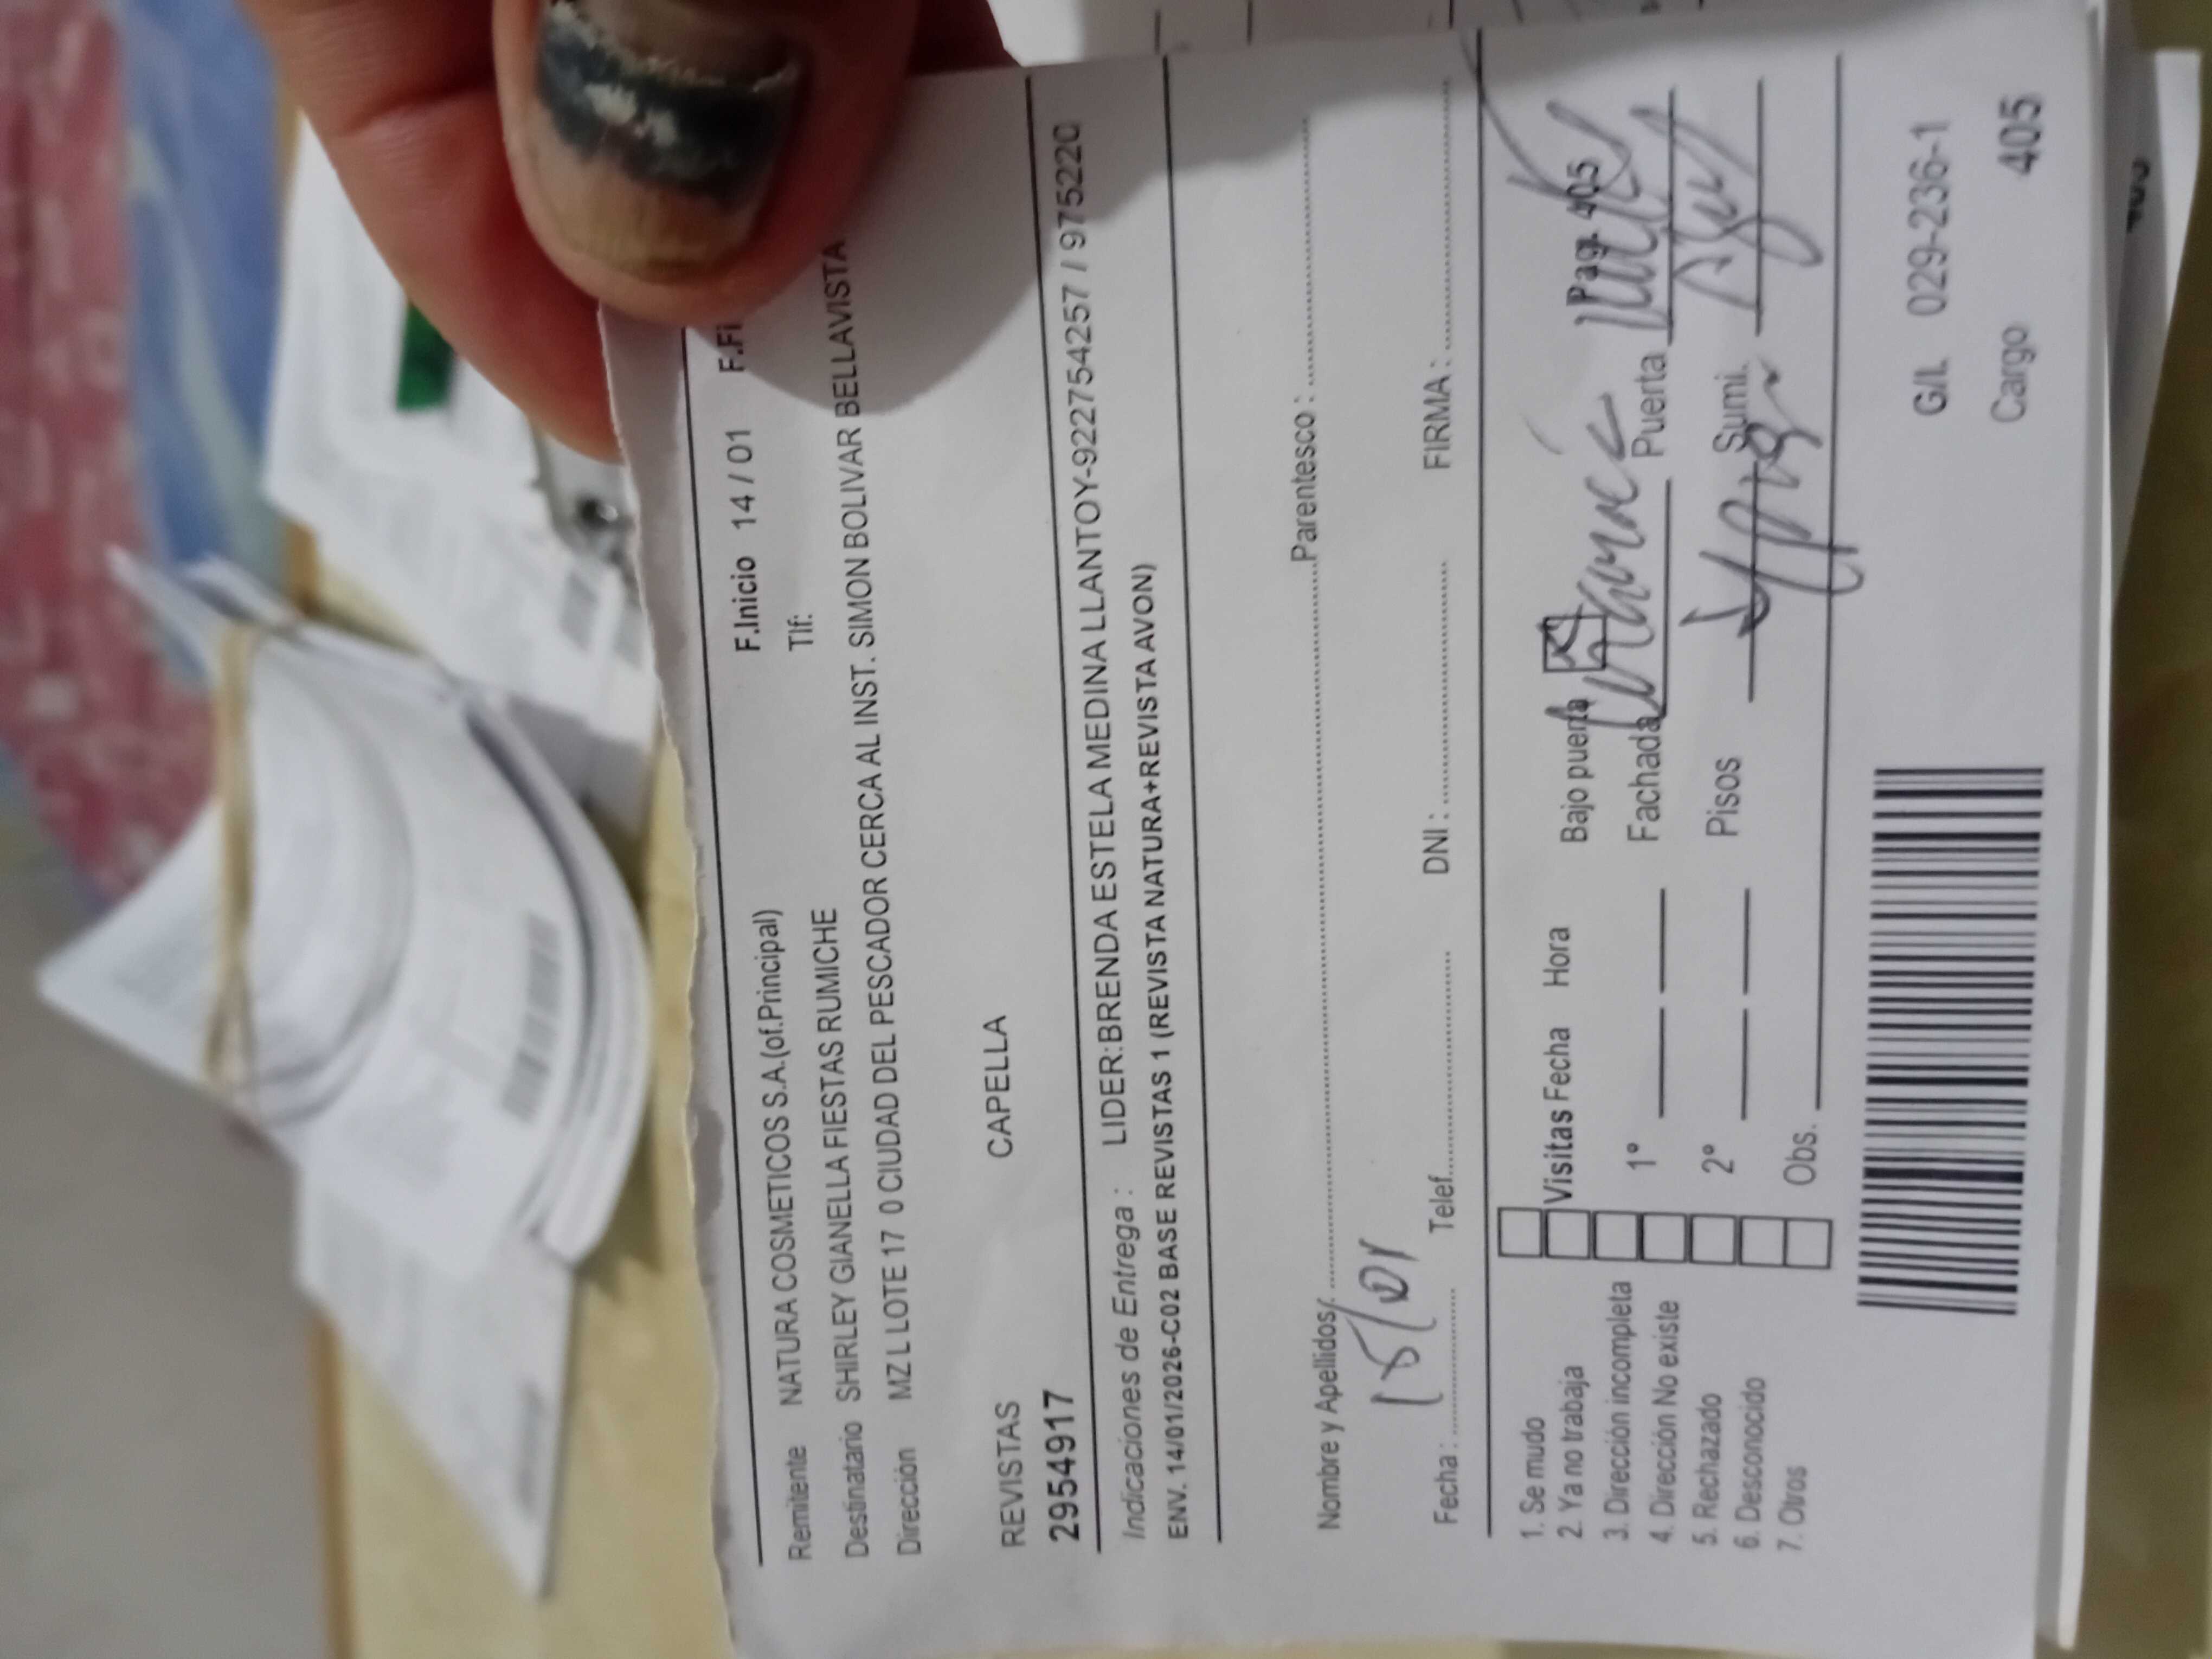 F.Inicio 14 / 01 F.Fi
Remitente NATURA COSMETICOS S.A.(of.Principal) Tlf:
Destinatario SHIRLEY GIANELLA FIESTAS RUMICHE
Dirección MZ L LOTE 17 0 CIUDAD DEL PESCADOR CERCA AL INST. SIMON BOLIVAR BELLAVISTA
REVISTAS CAPELLA
2954917
Indicaciones de Entrega : LIDER:BRENDA ESTELA MEDINA LLANTOY-922754257 / 975220
ENV. 14/01/2026-C02 BASE REVISTAS 1 (REVISTA NATURA+REVISTA AVON)
Nombre y Apellidos Parentesco :
15/01
Fecha: Telef. DNI: FIRMA:
1. Se mudo
2. Ya no trabaja
3. Dirección incompleta
4. Dirección No existe
5. Rechazado
6. Desconocido
7. Otros
Visitas Fecha Hora Bajo puerta Pag. 405
1° Fachada Puerta
2° Pisos Sumi.
Obs.
G/L 029-236-1
Cargo 405